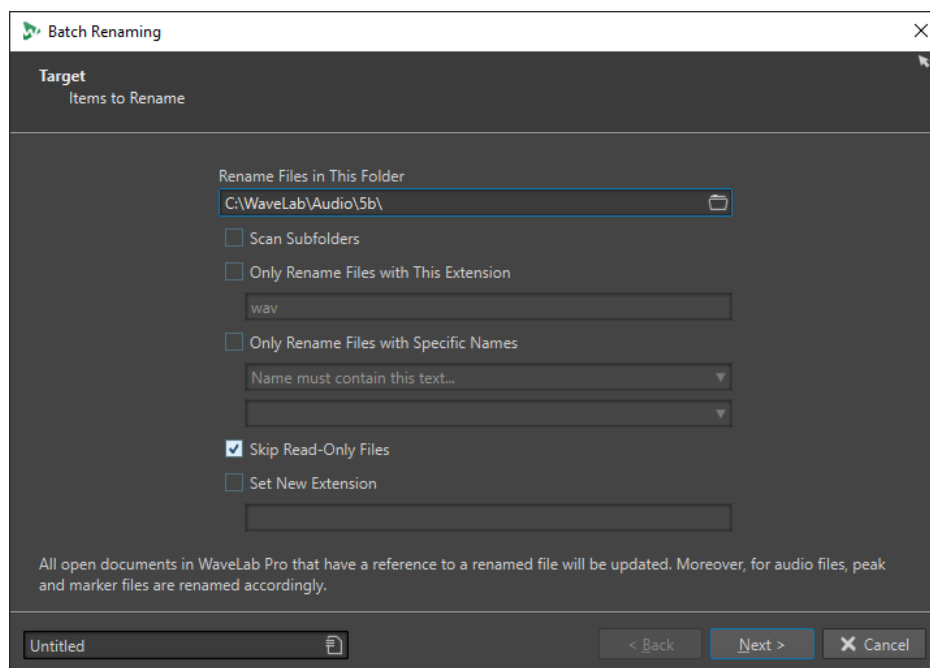 Batch Renaming
Target
Items to Rename
Rename Files in This Folder
C:\WaveLab\Audio\5b\
Scan Subfolders
Only Rename Files with This Extension
wav
Only Rename Files with Specific Names
Name must contain this text...
Skip Read-Only Files
Set New Extension
All open documents in WaveLab Pro that have a reference to a renamed file will be updated. Moreover, for audio files, peak
and marker files are renamed accordingly.
Untitled
< Back
Next >
Cancel